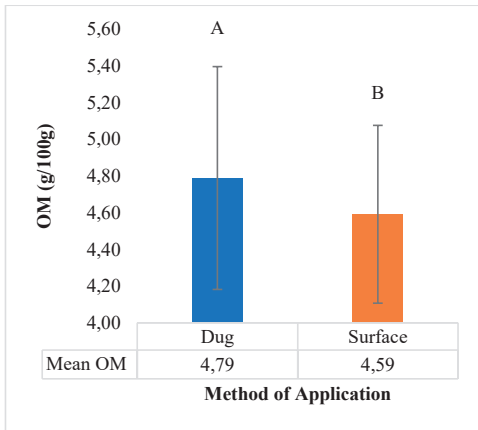 5,60
A
5,40
5,20
B
5,00
4,80
4,60
4,40
4,20
4,00
OM (g/100g)
Dug Surface
Mean OM 4,79 4,59
Method of Application